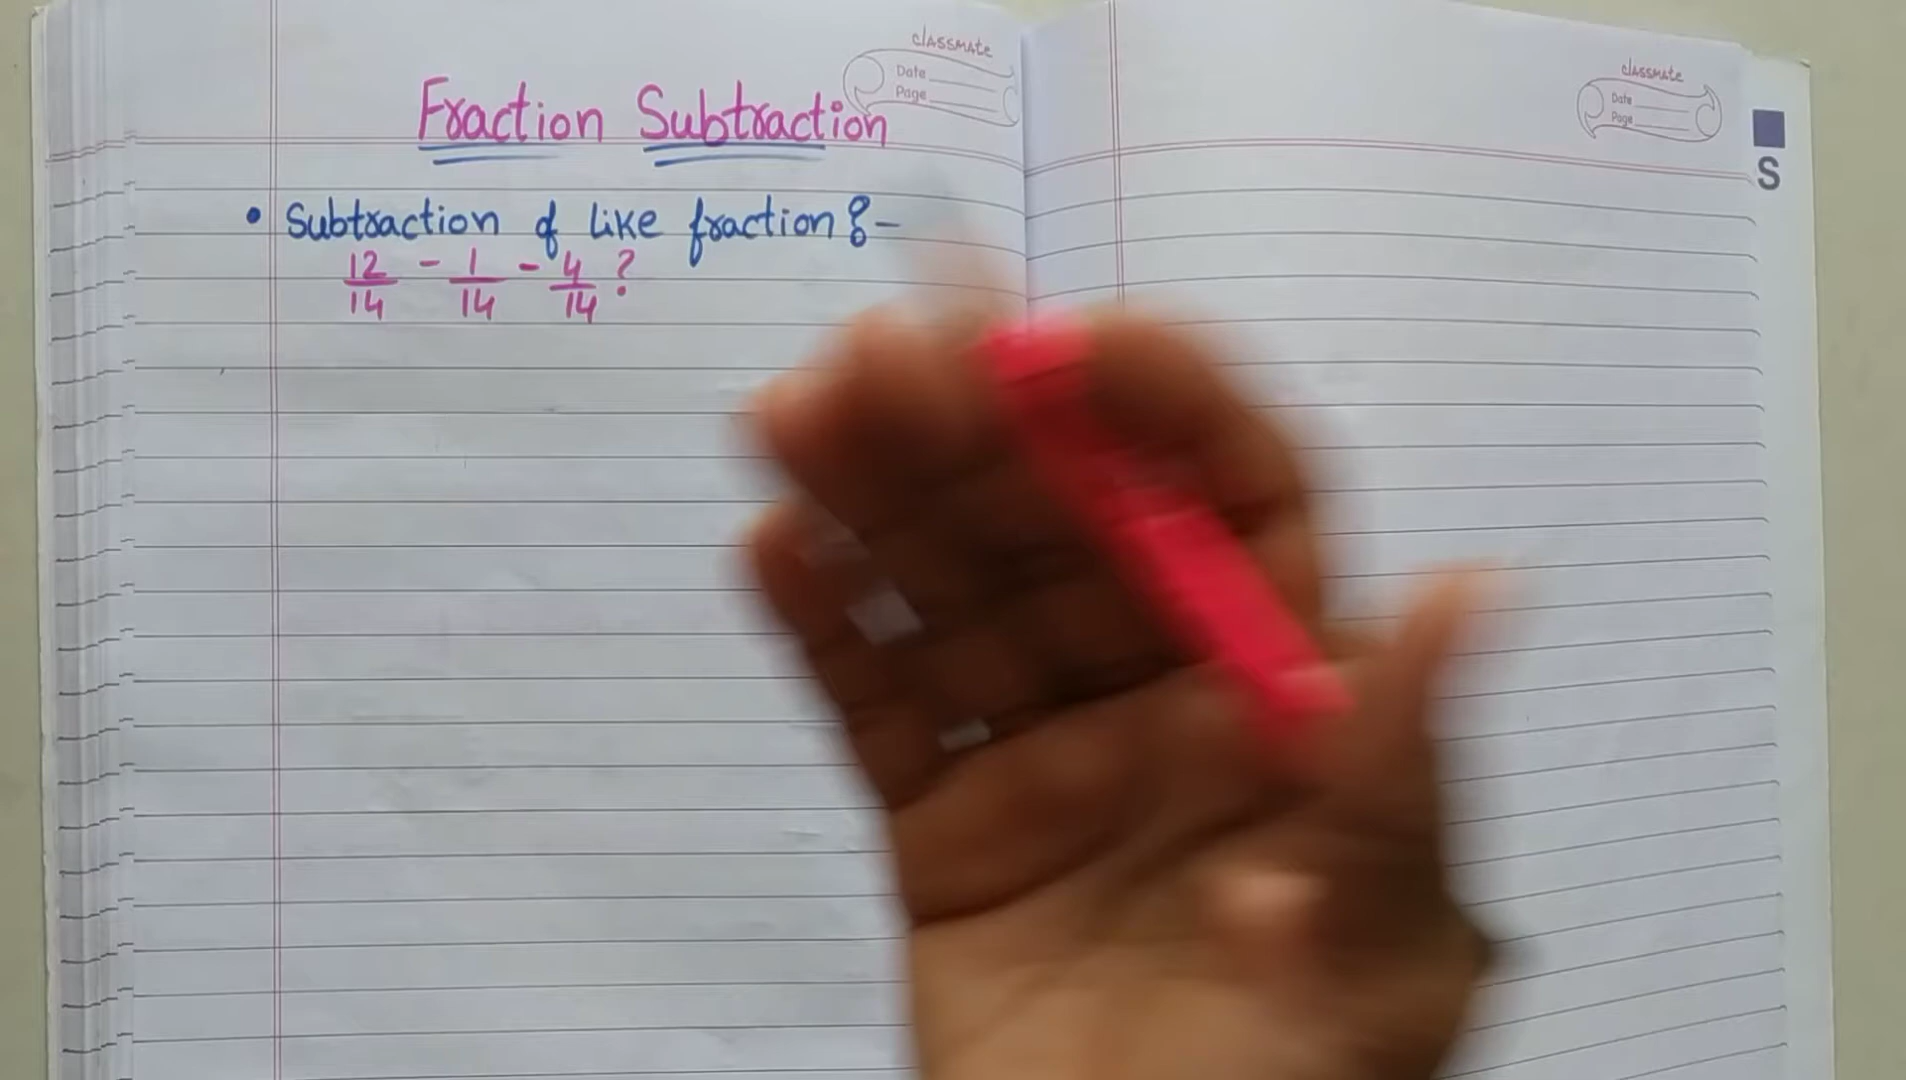 classmate
Date
Page
Fraction Subtraction
• Subtraction of like fraction :-
12/14 - 1/14 - 4/14 ?
classmate
Date
Page
S